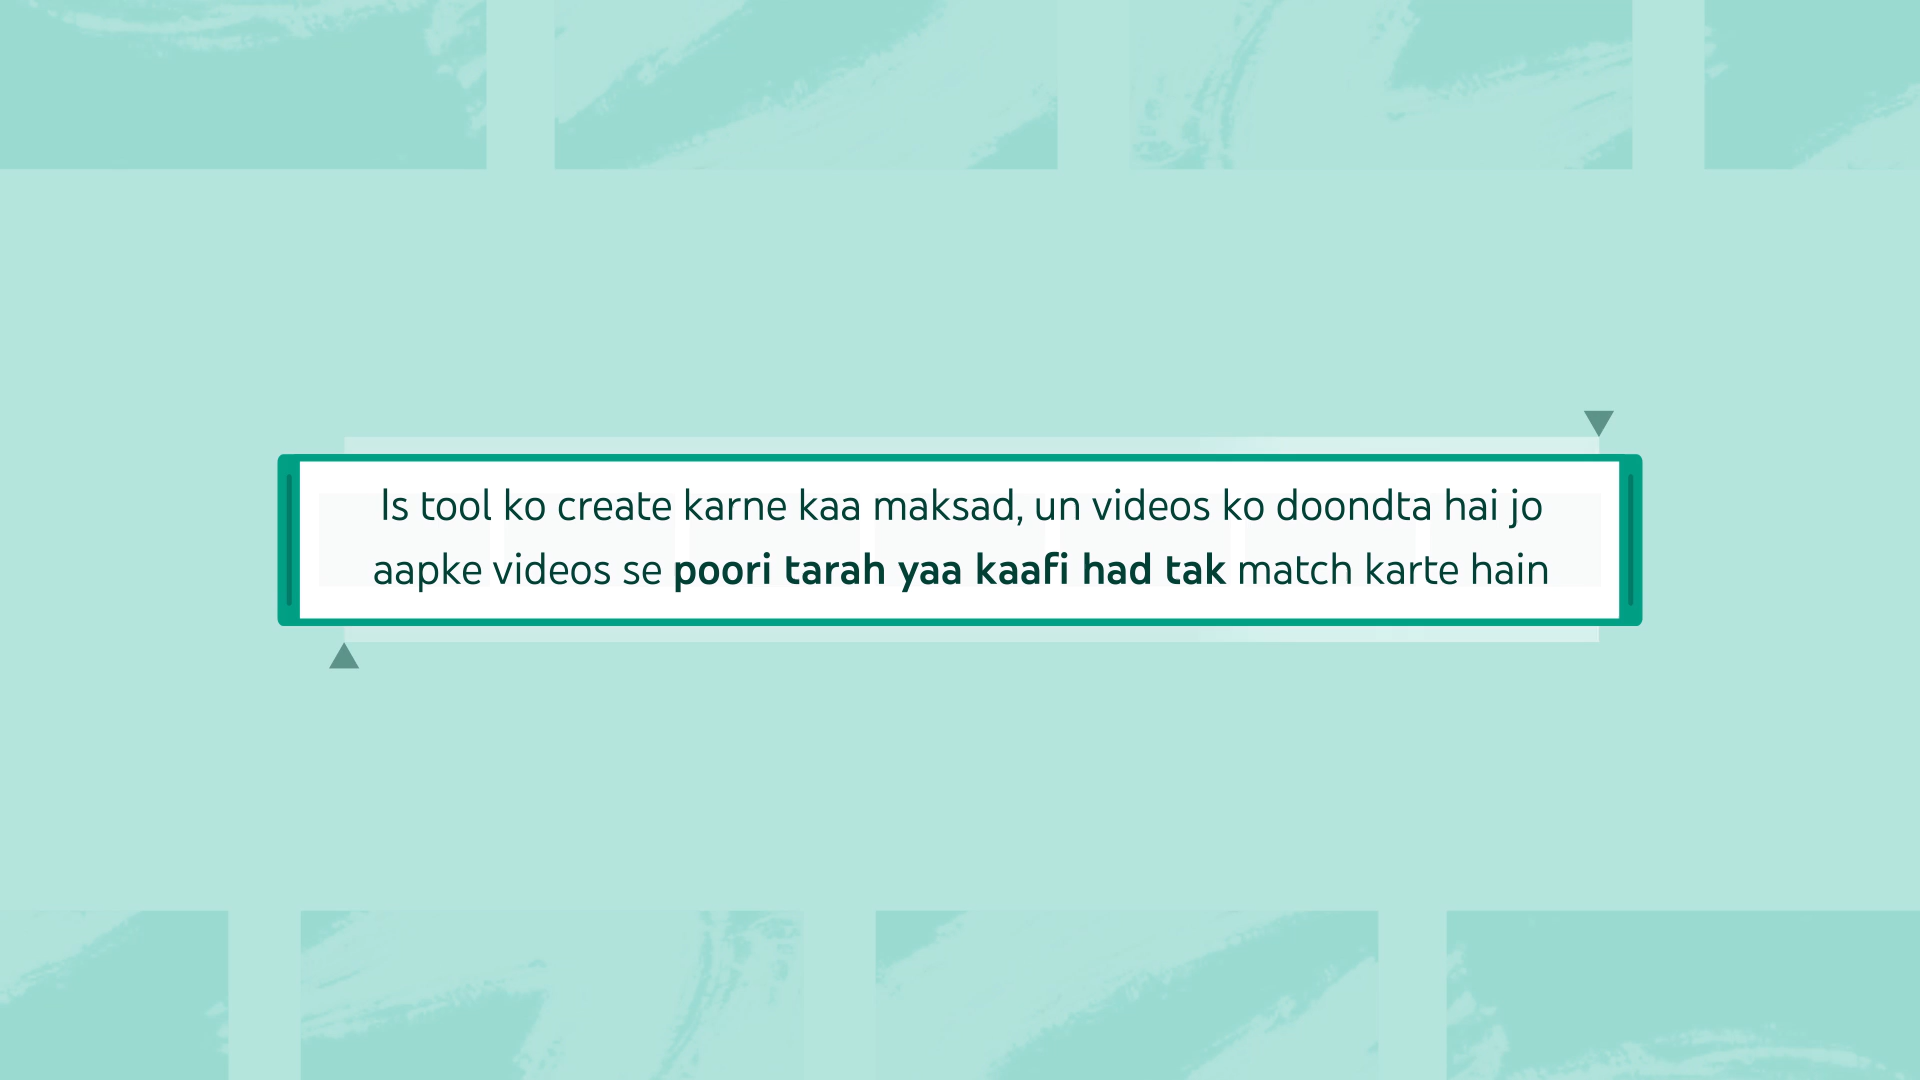 Is tool ko create karne kaa maksad, un videos ko doondta hai jo
aapke videos se poori tarah yaa kaafi had tak match karte hain